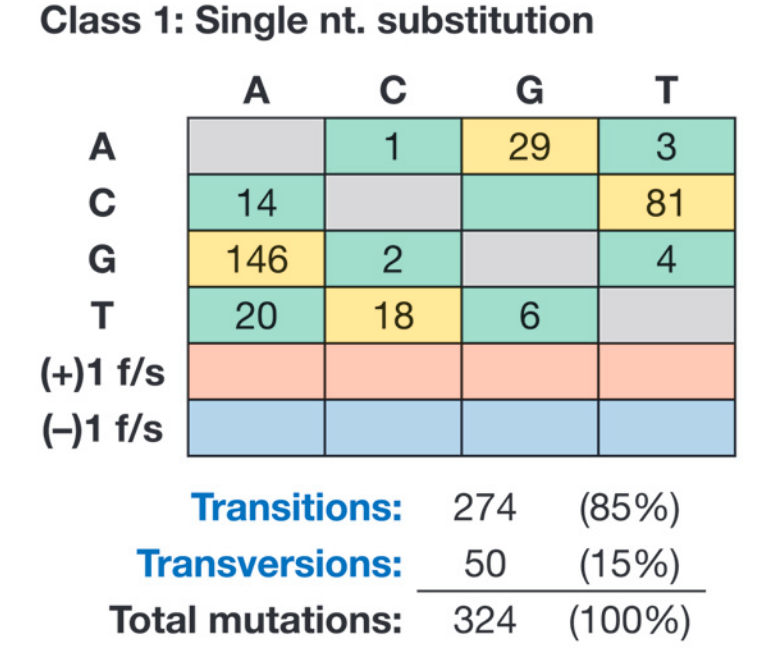 Class 1: Single nt. substitution
A C G T
A 1 29 3
C 14 81
G 146 2 4
T 20 18 6
(+)1 f/s
(–)1 f/s
Transitions: 274 (85%)
Transversions: 50 (15%)
Total mutations: 324 (100%)